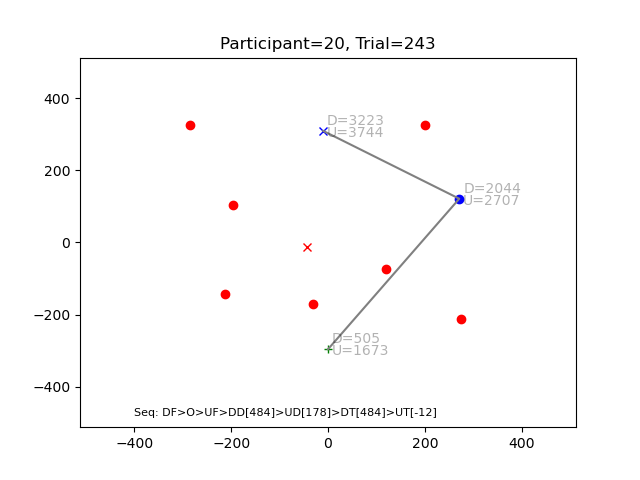 Participant=20, Trial=243
400
200
0
−200
−400
D=3223
U=3744
D=2044
U=2707
D=505
U=1673
Seq: DF>O>UF>DD[484]>UD[178]>DT[484]>UT[-12]
−400
−200
0
200
400